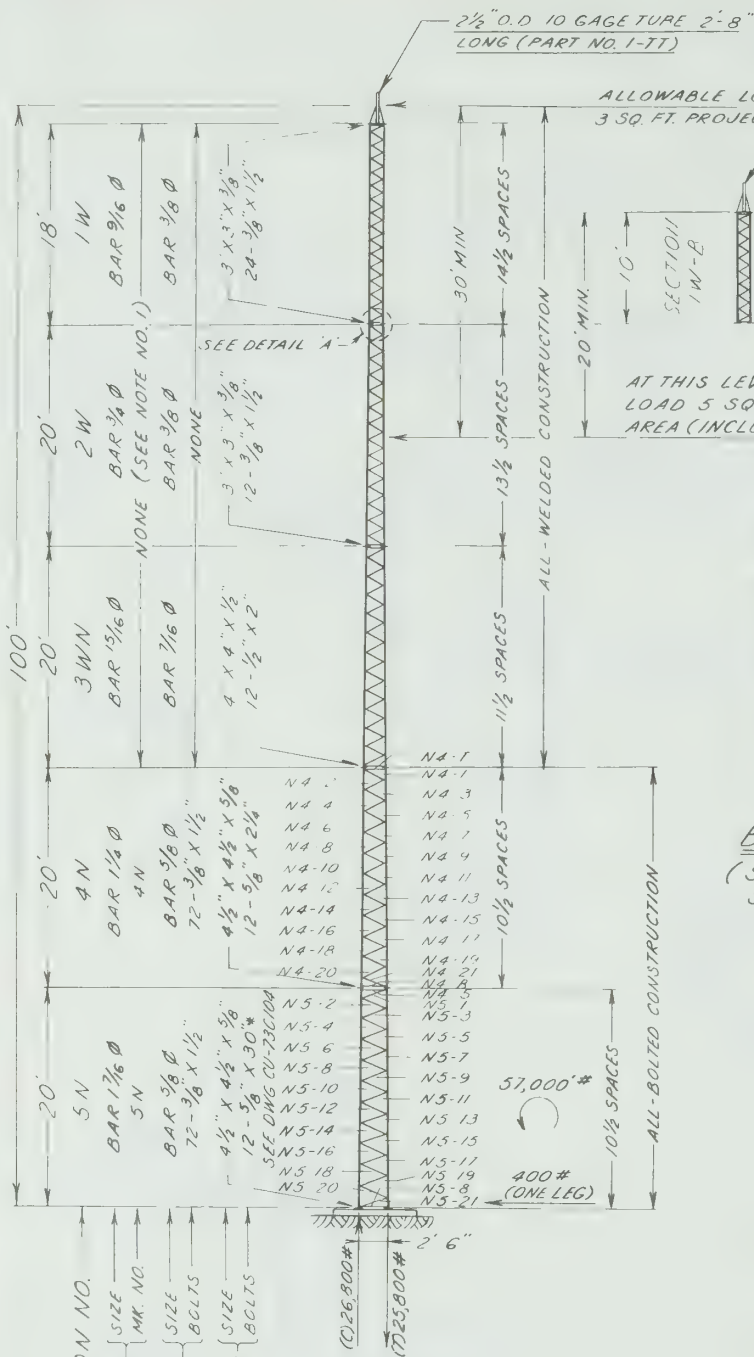 2½" O.D 10 GAGE TUBE 2'-8"
LONG (PART NO. 1-TT)
ALLOWABLE
3 SQ. FT.
100'
18'
1W
BAR 9/16 Ø
BAR 3/8 Ø
3" X 3" X 3/8"
24-3/8" X 1½"
14½ SPACES
30' MIN
SEE DETAIL 'A'
NONE (SEE NOTE NO. 1)
NONE
20'
2W
BAR 3/4 Ø
BAR 3/8 Ø
3" X 3" X 3/8"
12-3/8" X 1½"
13½ SPACES
ALL-WELDED CONSTRUCTION
10'
SECTION
1W-B
20' MIN.
AT THIS
LOAD 5
AREA
20'
3WN
BAR 15/16 Ø
BAR 7/16 Ø
4" X 4" X ½"
12-½" X 2"
11½ SPACES
20'
4N
BAR 1¼ Ø
4N
BAR 5/8 Ø
72-3/8" X 1½"
4½" X 4½" X 5/8"
12-5/8" X 2¼"
N4-2
N4 4
N4 6
N4-8
N4-10
N4 12
N4-14
N4-16
N4-18
N4-20
N4-T
N4-1
N4 3
N4-5
N4-7
N4 9
N4 11
N4-13
N4-15
N4 17
N4-19
N4 21
N4 B
10½ SPACES
20'
5N
BAR 1 7/16 Ø
5N
BAR 5/8 Ø
72-3/8" X 1½"
4½" X 4½" X 5/8"
12-5/8" X 30"#
SEE DWG CU-73C104
N5-2
N5-4
N5 6
N5-8
N5-10
N5-12
N5-14
N5-16
N5 18
N5 20
N5 1
N5-3
N5-5
N5-7
N5-9
N5-11
N5 13
N5-15
N5-17
N5 19
N5-21
57,000'#
400#
(ONE LEG)
10½ SPACES
ALL-BOLTED CONSTRUCTION
2' 6"
(C)26,800#
(T)25,800#
NO.
SIZE
MK. NO.
SIZE
BOLTS
SIZE
BOLTS